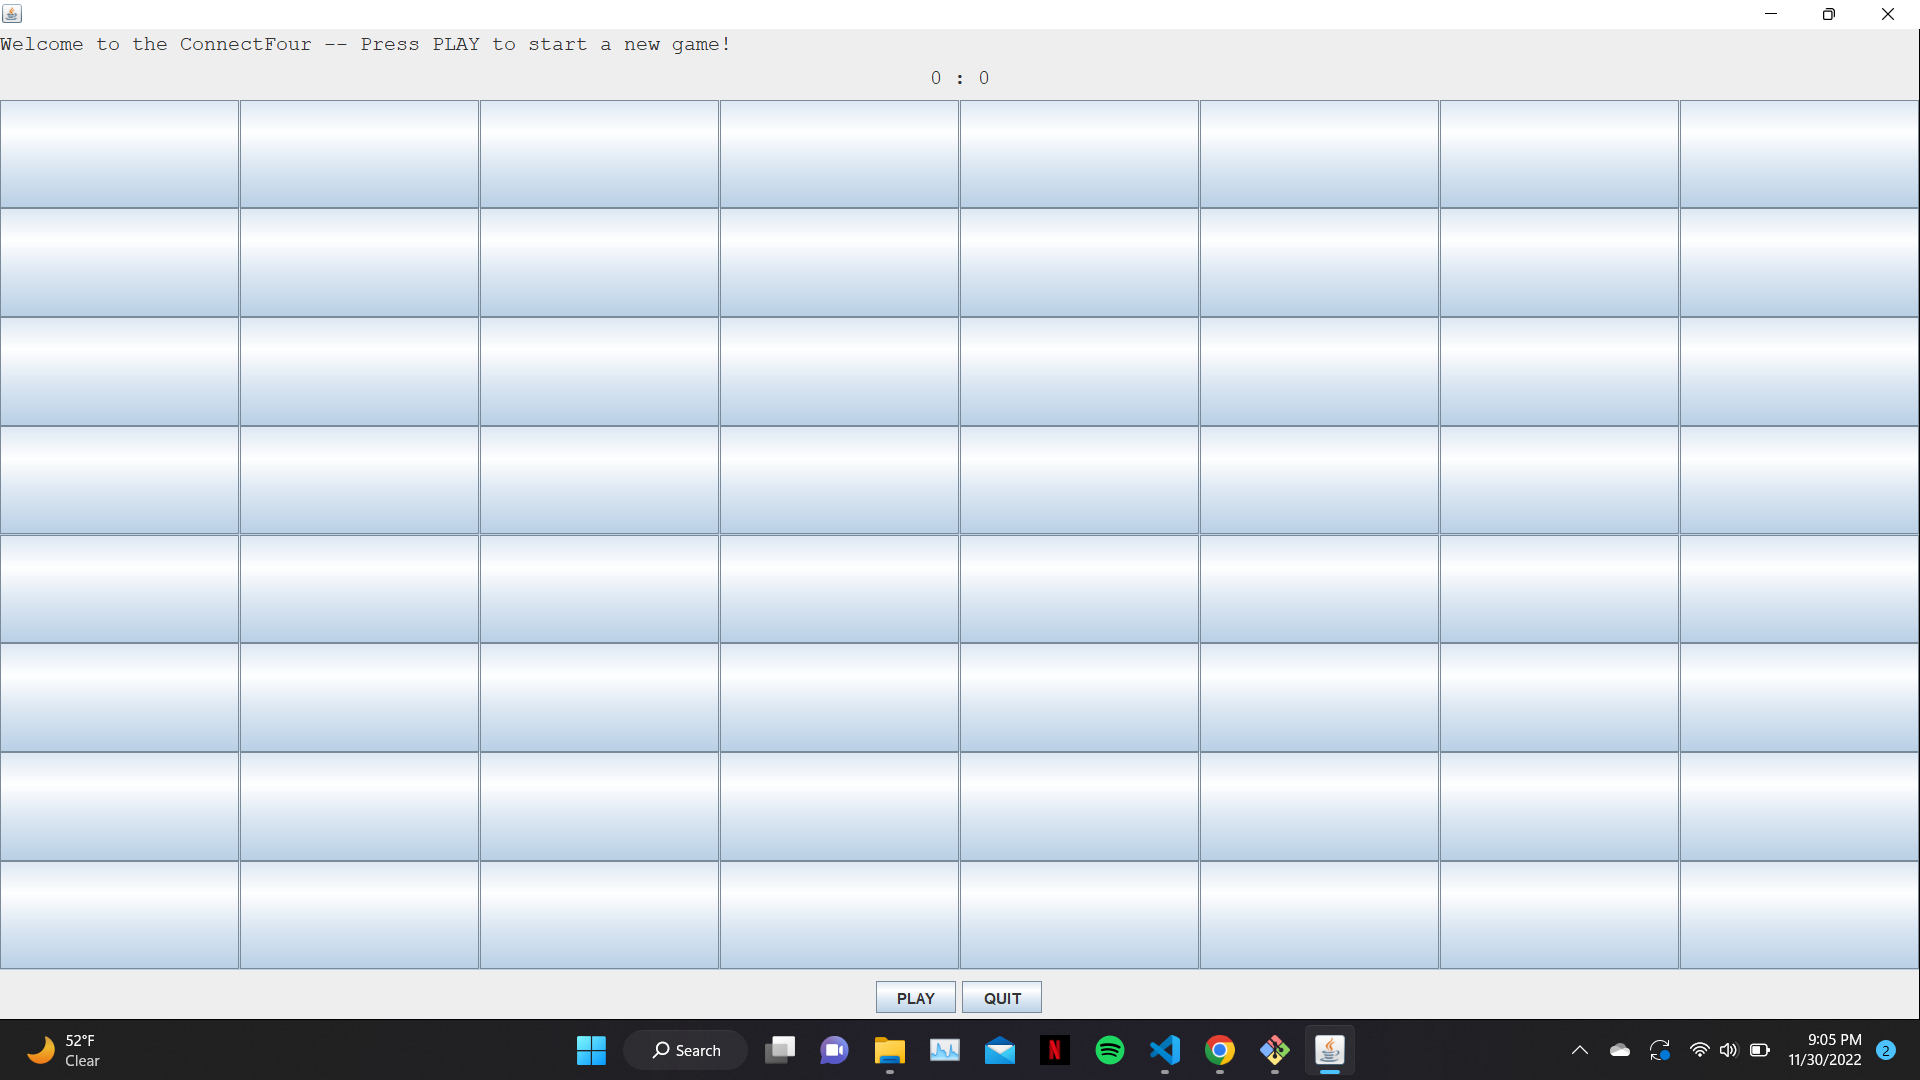 Welcome to the ConnectFour -- Press PLAY to start a new game!
0 : 0
PLAY QUIT
52°F
Clear
Search
N
9:05 PM
11/30/2022
2